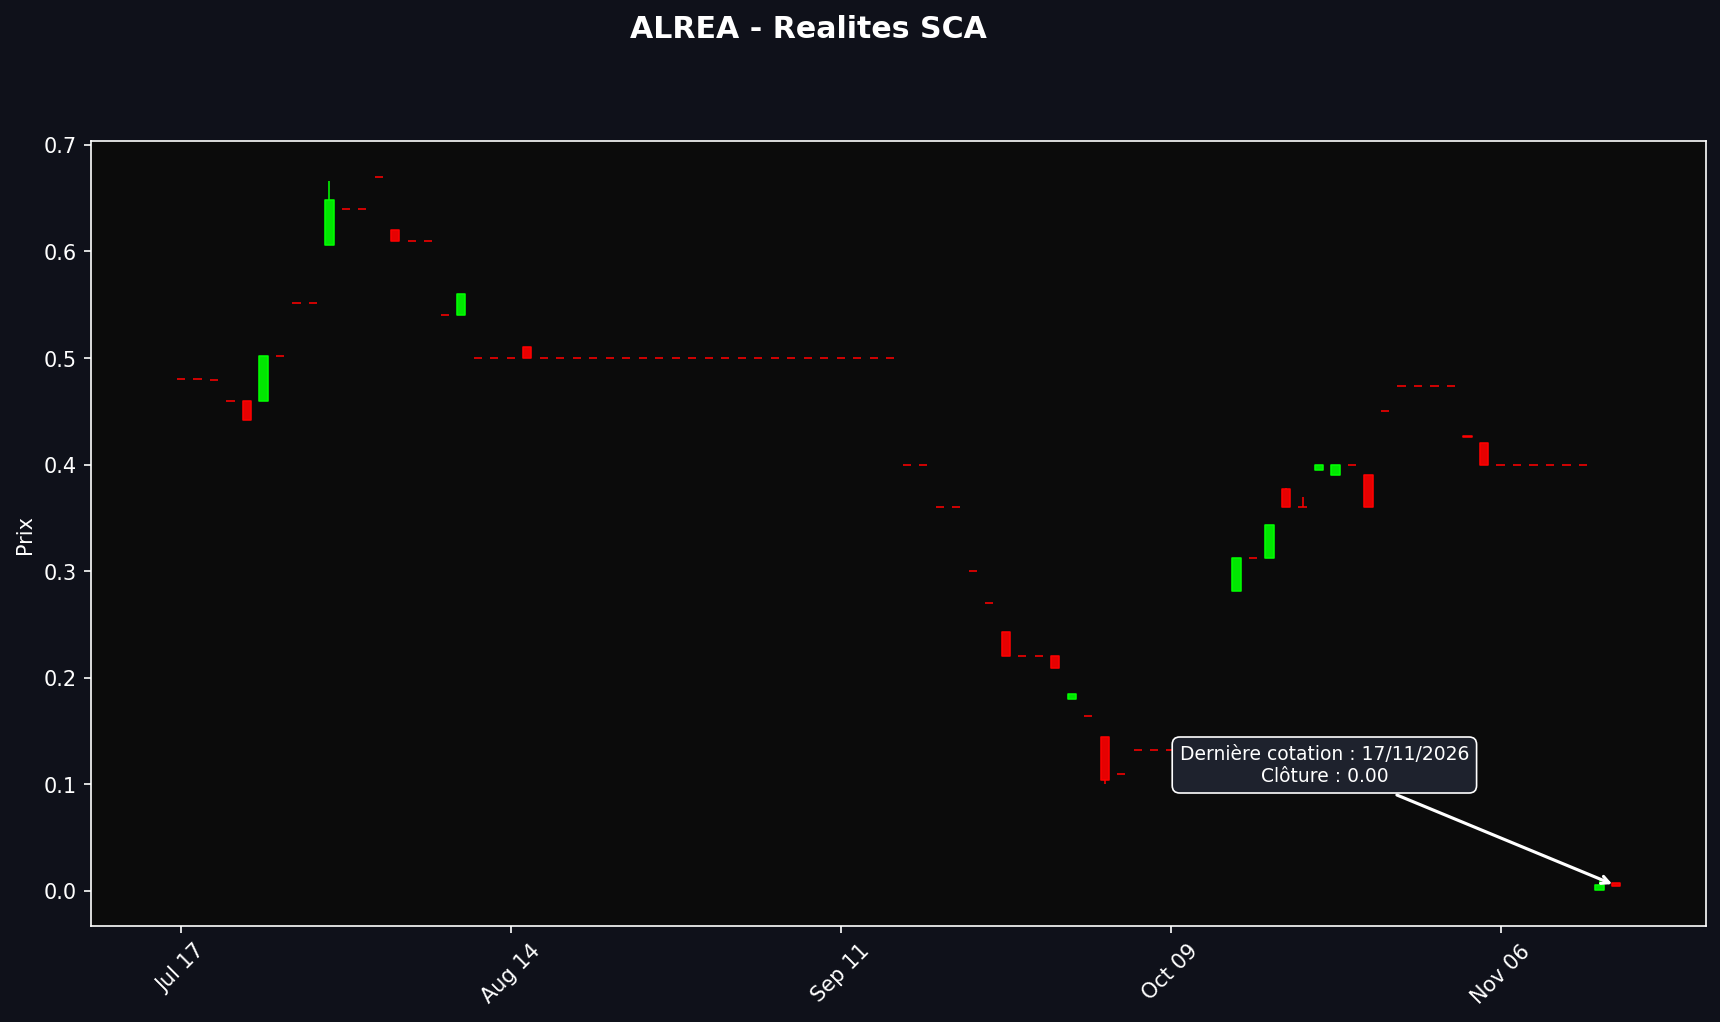 ALREA - Realites SCA
Prix
0.7
0.6
0.5
0.4
0.3
0.2
0.1
0.0
Dernière cotation : 17/11/2026
Clôture : 0.00
Jul 17
Aug 14
Sep 11
Oct 09
Nov 06